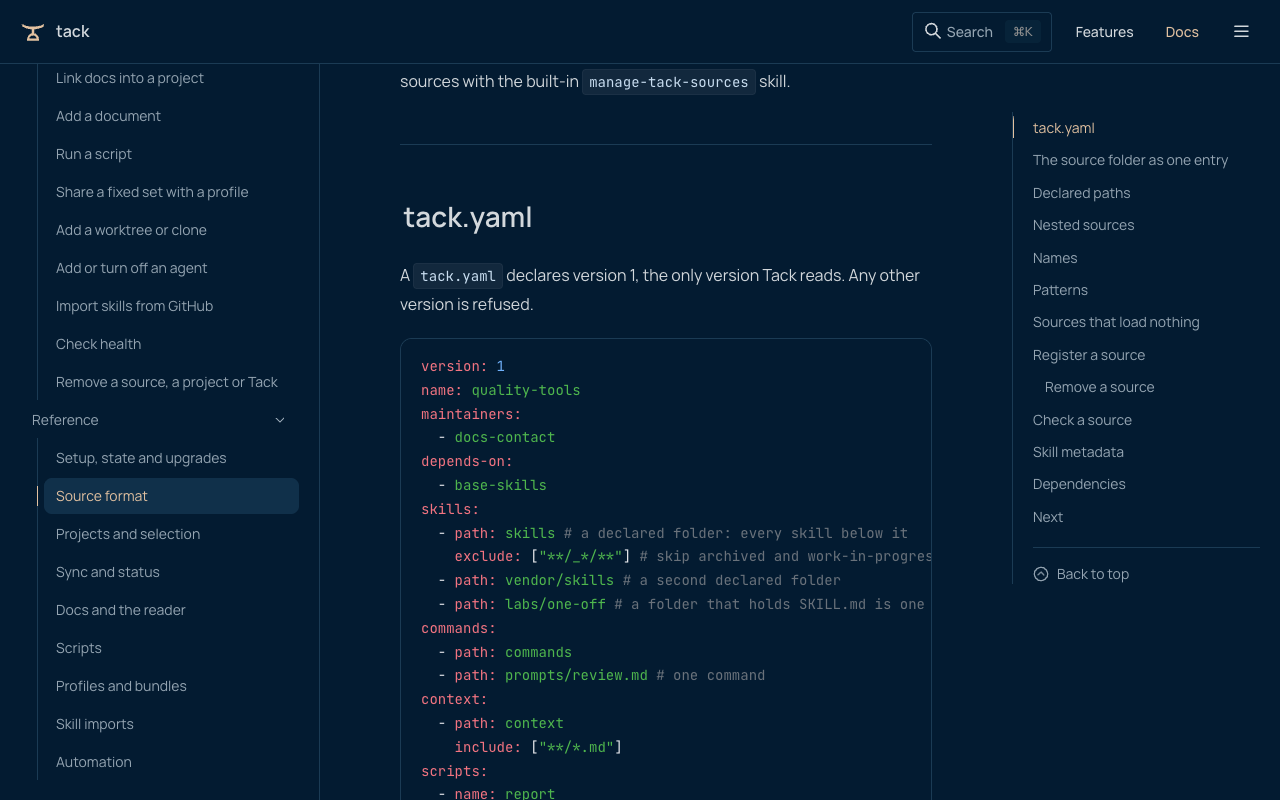 tack
Search
⌘K
Features
Docs
Link docs into a project
Add a document
Run a script
Share a fixed set with a profile
Add a worktree or clone
Add or turn off an agent
Import skills from GitHub
Check health
Remove a source, a project or Tack
Reference
Setup, state and upgrades
Source format
Projects and selection
Sync and status
Docs and the reader
Scripts
Profiles and bundles
Skill imports
Automation
sources with the built-in manage-tack-sources skill.
tack.yaml
A tack.yaml declares version 1, the only version Tack reads. Any other
version is refused.
version: 1
name: quality-tools
maintainers:
  - docs-contact
depends-on:
  - base-skills
skills:
  - path: skills # a declared folder: every skill below it
    exclude: ["**/_*/**"] # skip archived and work-in-progres
  - path: vendor/skills # a second declared folder
  - path: labs/one-off # a folder that holds SKILL.md is one
commands:
  - path: commands
  - path: prompts/review.md # one command
context:
  - path: context
    include: ["**/*.md"]
scripts:
  - name: report
tack.yaml
The source folder as one entry
Declared paths
Nested sources
Names
Patterns
Sources that load nothing
Register a source
Remove a source
Check a source
Skill metadata
Dependencies
Next
Back to top